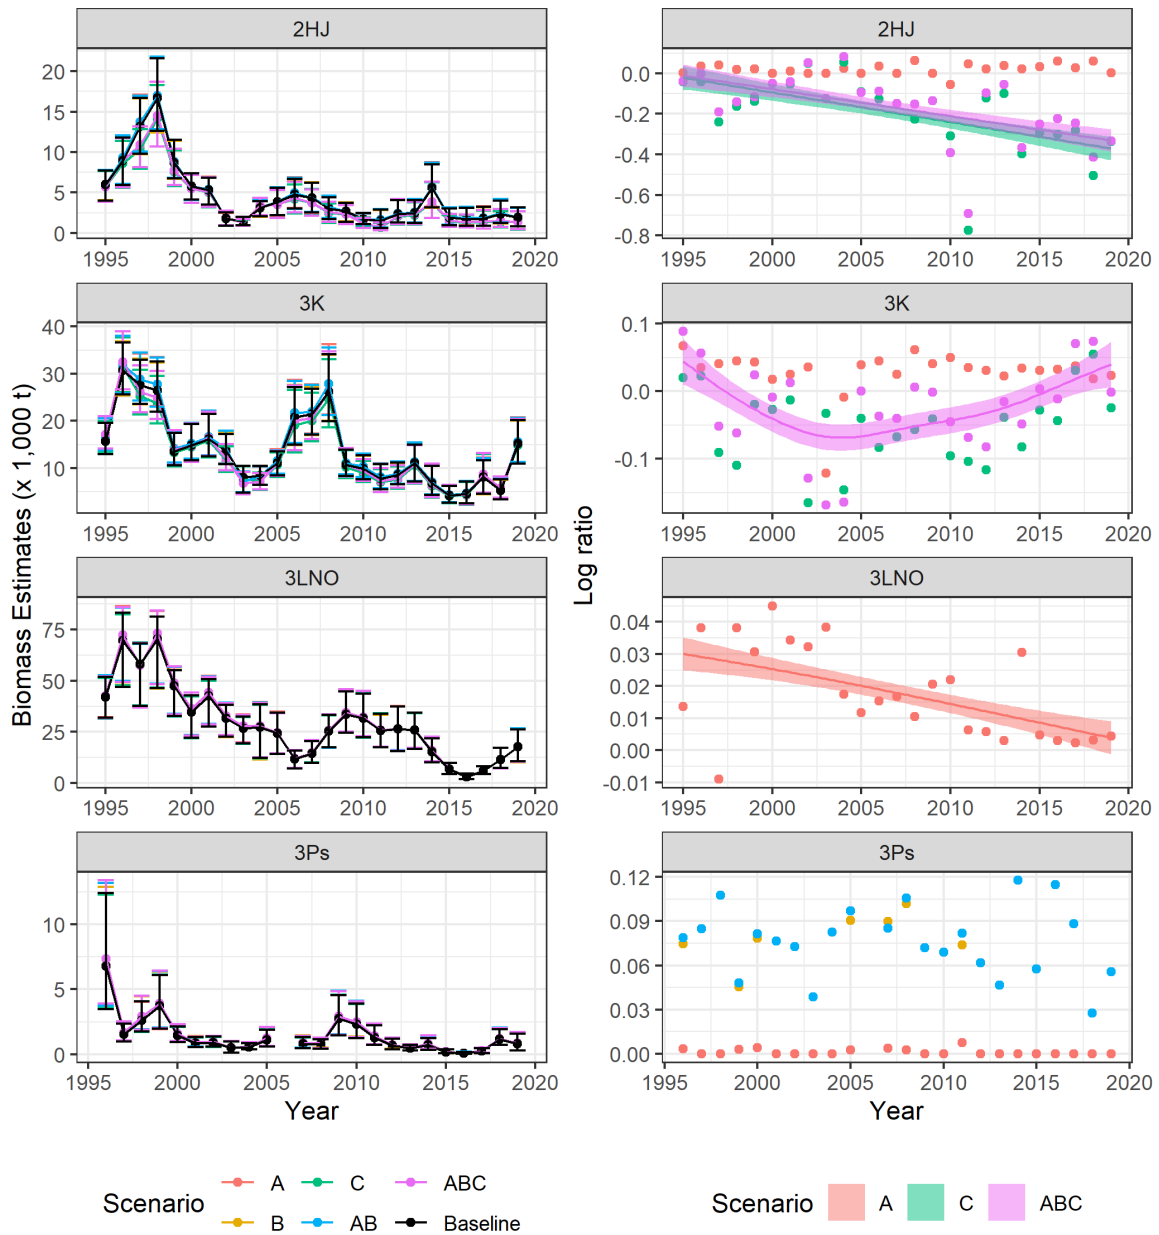 2HJ
20
15
10
5
0
1995 2000 2005 2010 2015 2020
3K
40
30
20
10
1995 2000 2005 2010 2015 2020
3LNO
75
50
25
0
1995 2000 2005 2010 2015 2020
3Ps
10
5
0
1995 2000 2005 2010 2015 2020
Biomass Estimates (x 1,000 t)
Year
Scenario
A C ABC
B AB Baseline
2HJ
0.0
-0.2
-0.4
-0.6
-0.8
1995 2000 2005 2010 2015 2020
3K
0.1
0.0
-0.1
1995 2000 2005 2010 2015 2020
3LNO
0.04
0.03
0.02
0.01
0.00
-0.01
1995 2000 2005 2010 2015 2020
3Ps
0.12
0.09
0.06
0.03
0.00
1995 2000 2005 2010 2015 2020
Log ratio
Year
Scenario A C ABC